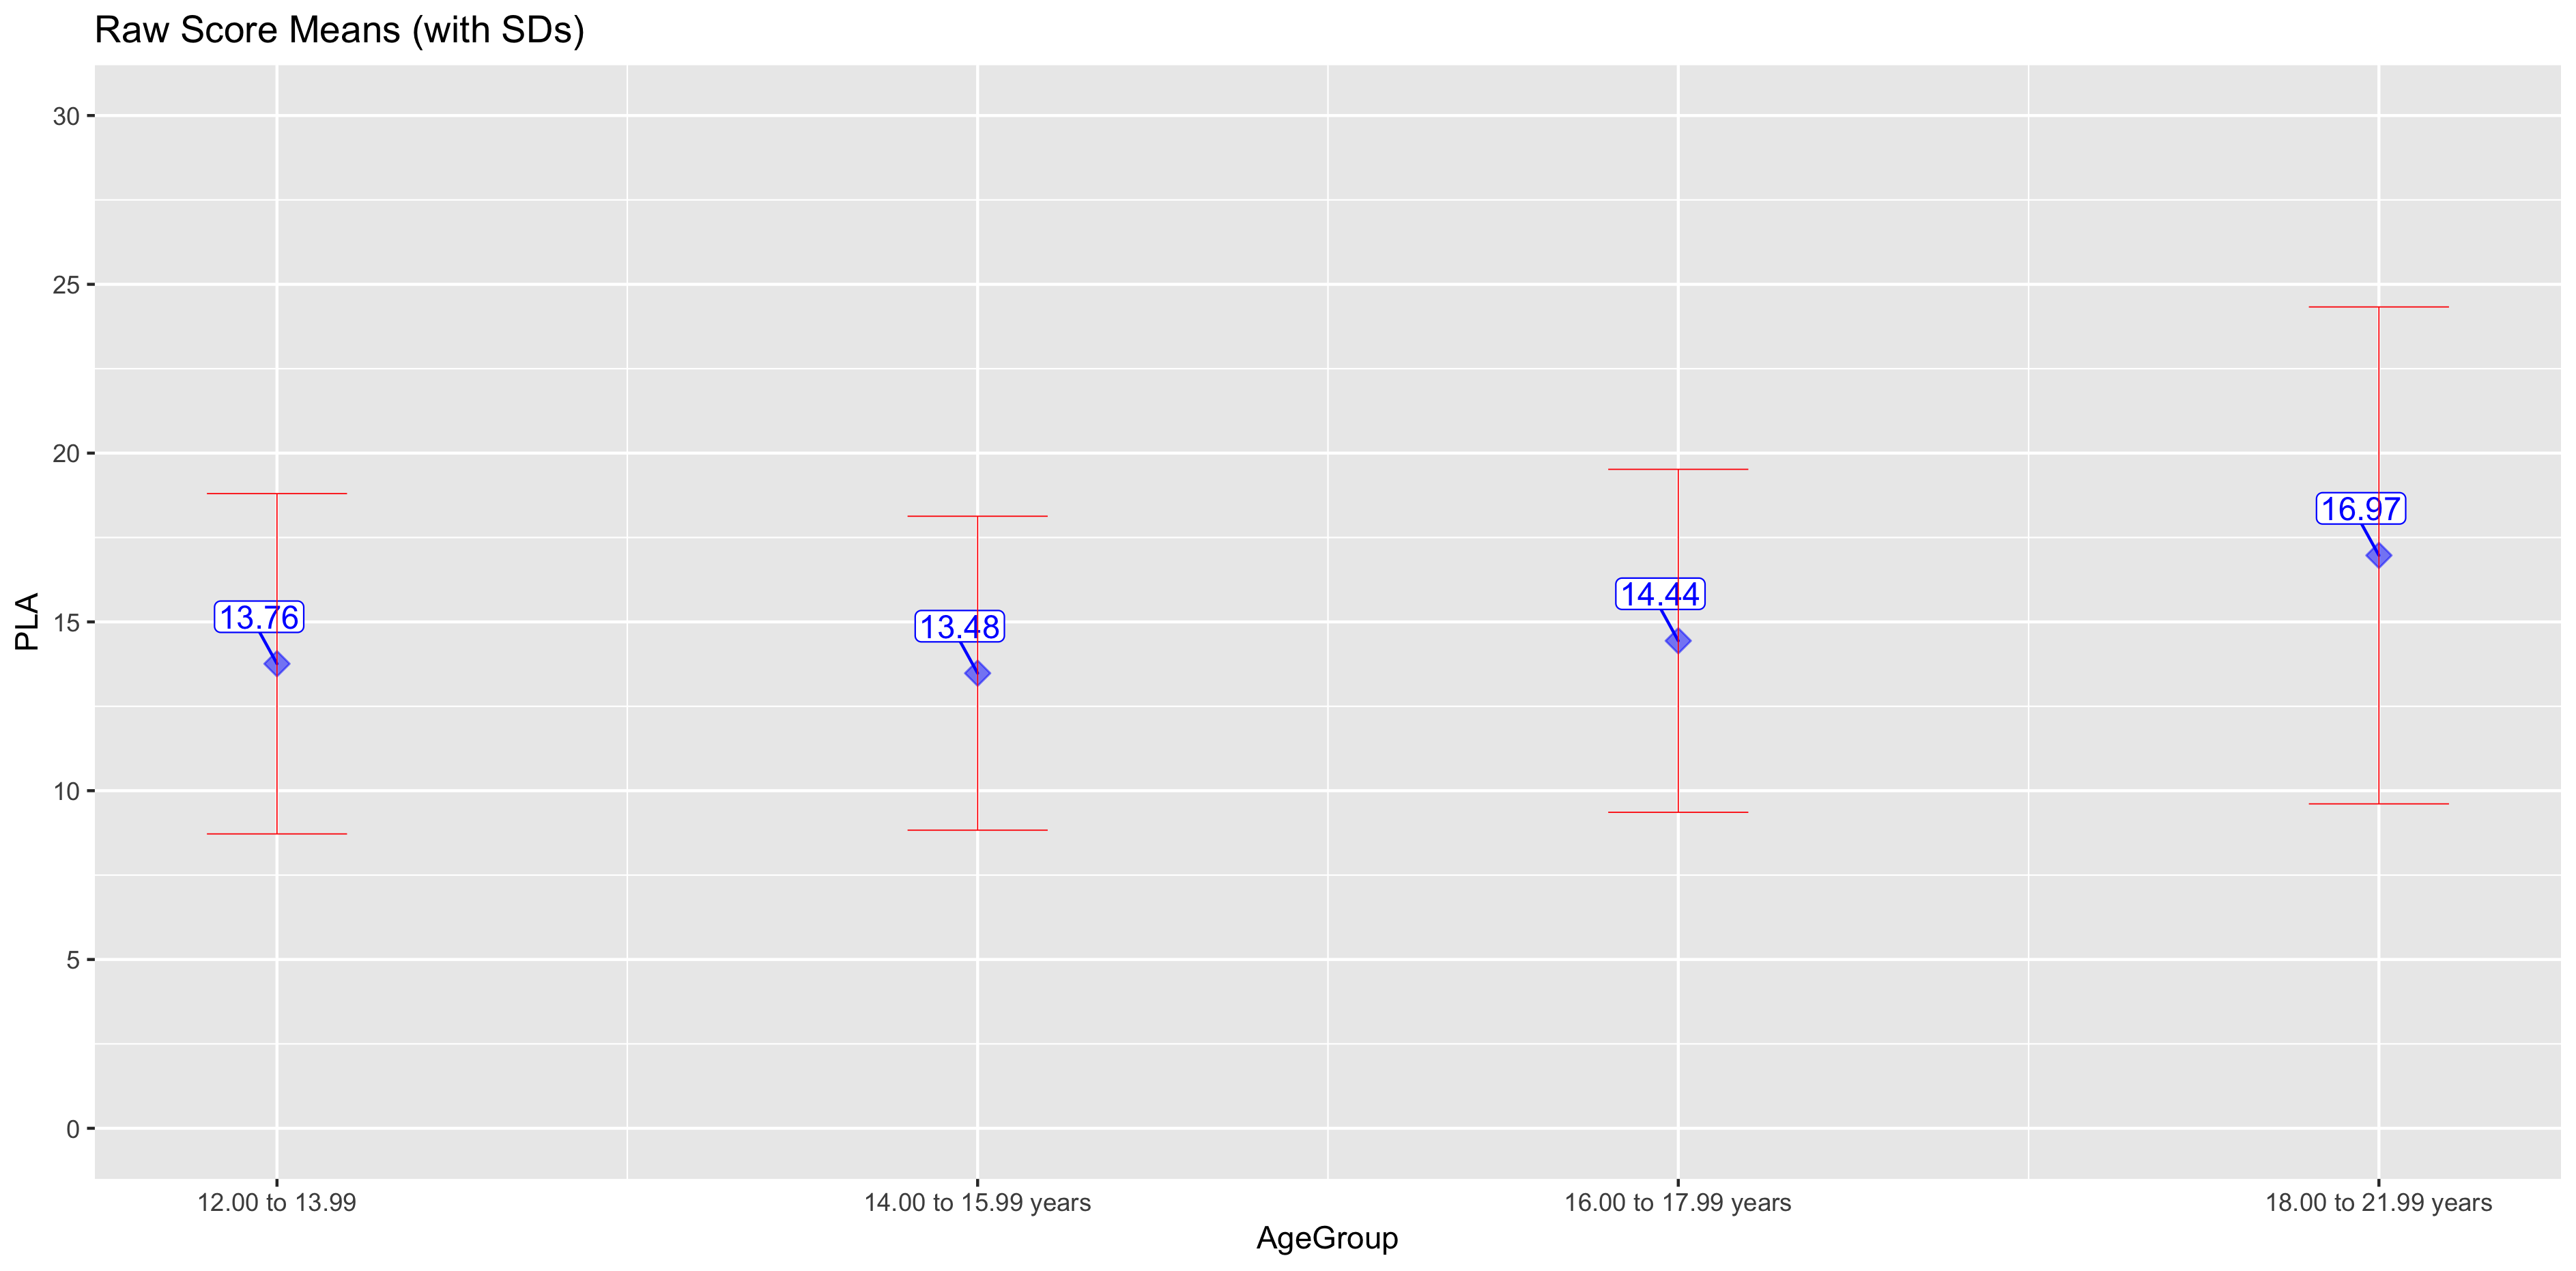 Raw Score Means (with SDs)
30
25
20
15
10
5
0
PLA
13.76
13.48
14.44
16.97
12.00 to 13.99
14.00 to 15.99 years
16.00 to 17.99 years
18.00 to 21.99 years
AgeGroup